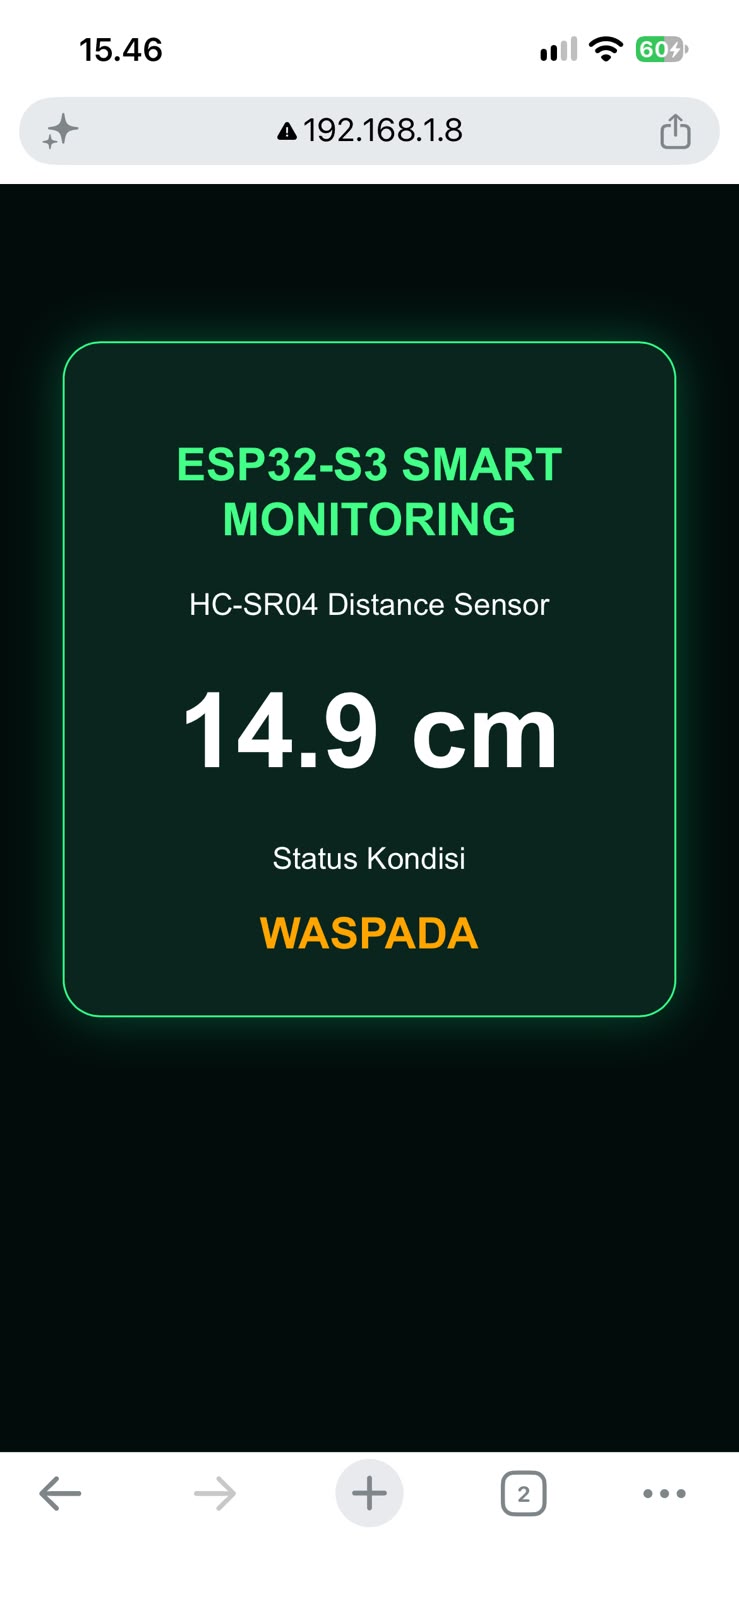 15.46
60
192.168.1.8
ESP32-S3 SMART
MONITORING
HC-SR04 Distance Sensor
14.9 cm
Status Kondisi
WASPADA
2